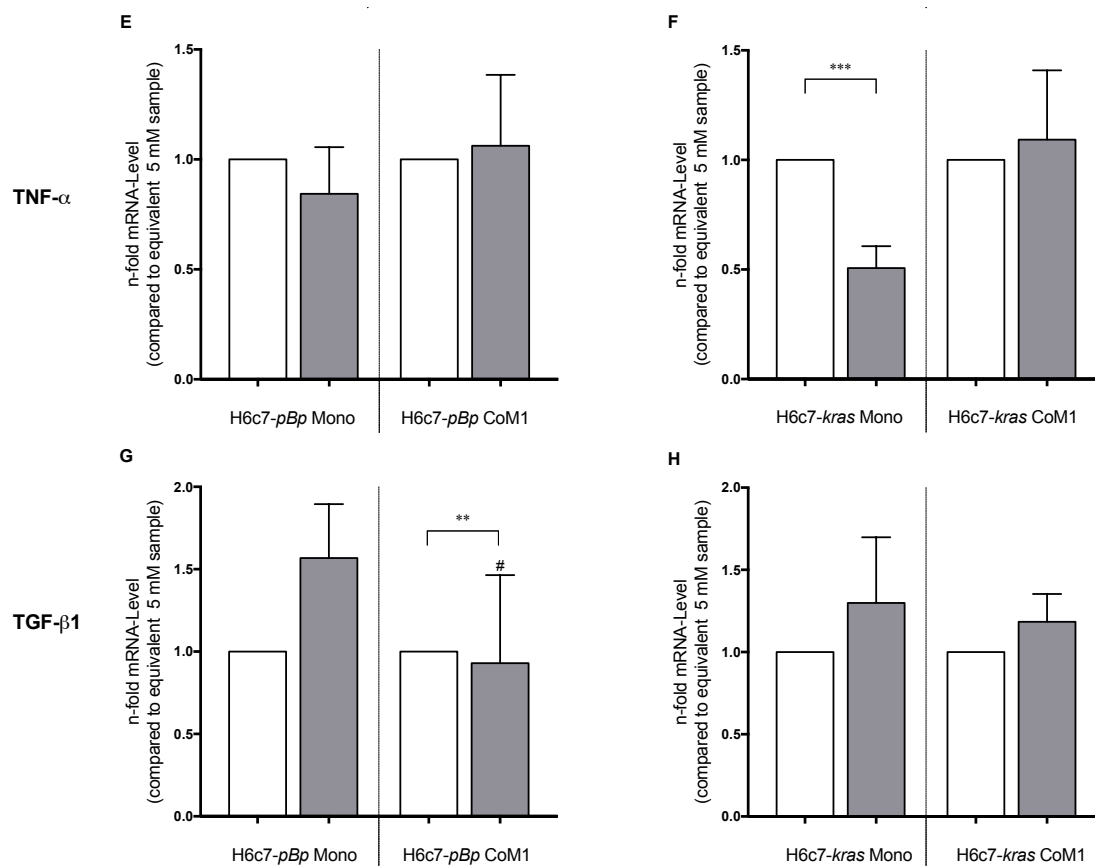 E
F
TNF-α
n-fold mRNA-Level
(compared to equivalent 5 mM sample)
1.5
1.0
0.5
0.0
H6c7-pBp Mono
H6c7-pBp CoM1
n-fold mRNA-Level
(compared to equivalent 5 mM sample)
1.5
1.0
0.5
0.0
***
H6c7-kras Mono
H6c7-kras CoM1
G
H
TGF-β1
n-fold mRNA-Level
(compared to equivalent 5 mM sample)
2.0
1.5
1.0
0.5
0.0
**
#
H6c7-pBp Mono
H6c7-pBp CoM1
n-fold mRNA-Level
(compared to equivalent 5 mM sample)
2.0
1.5
1.0
0.5
0.0
H6c7-kras Mono
H6c7-kras CoM1